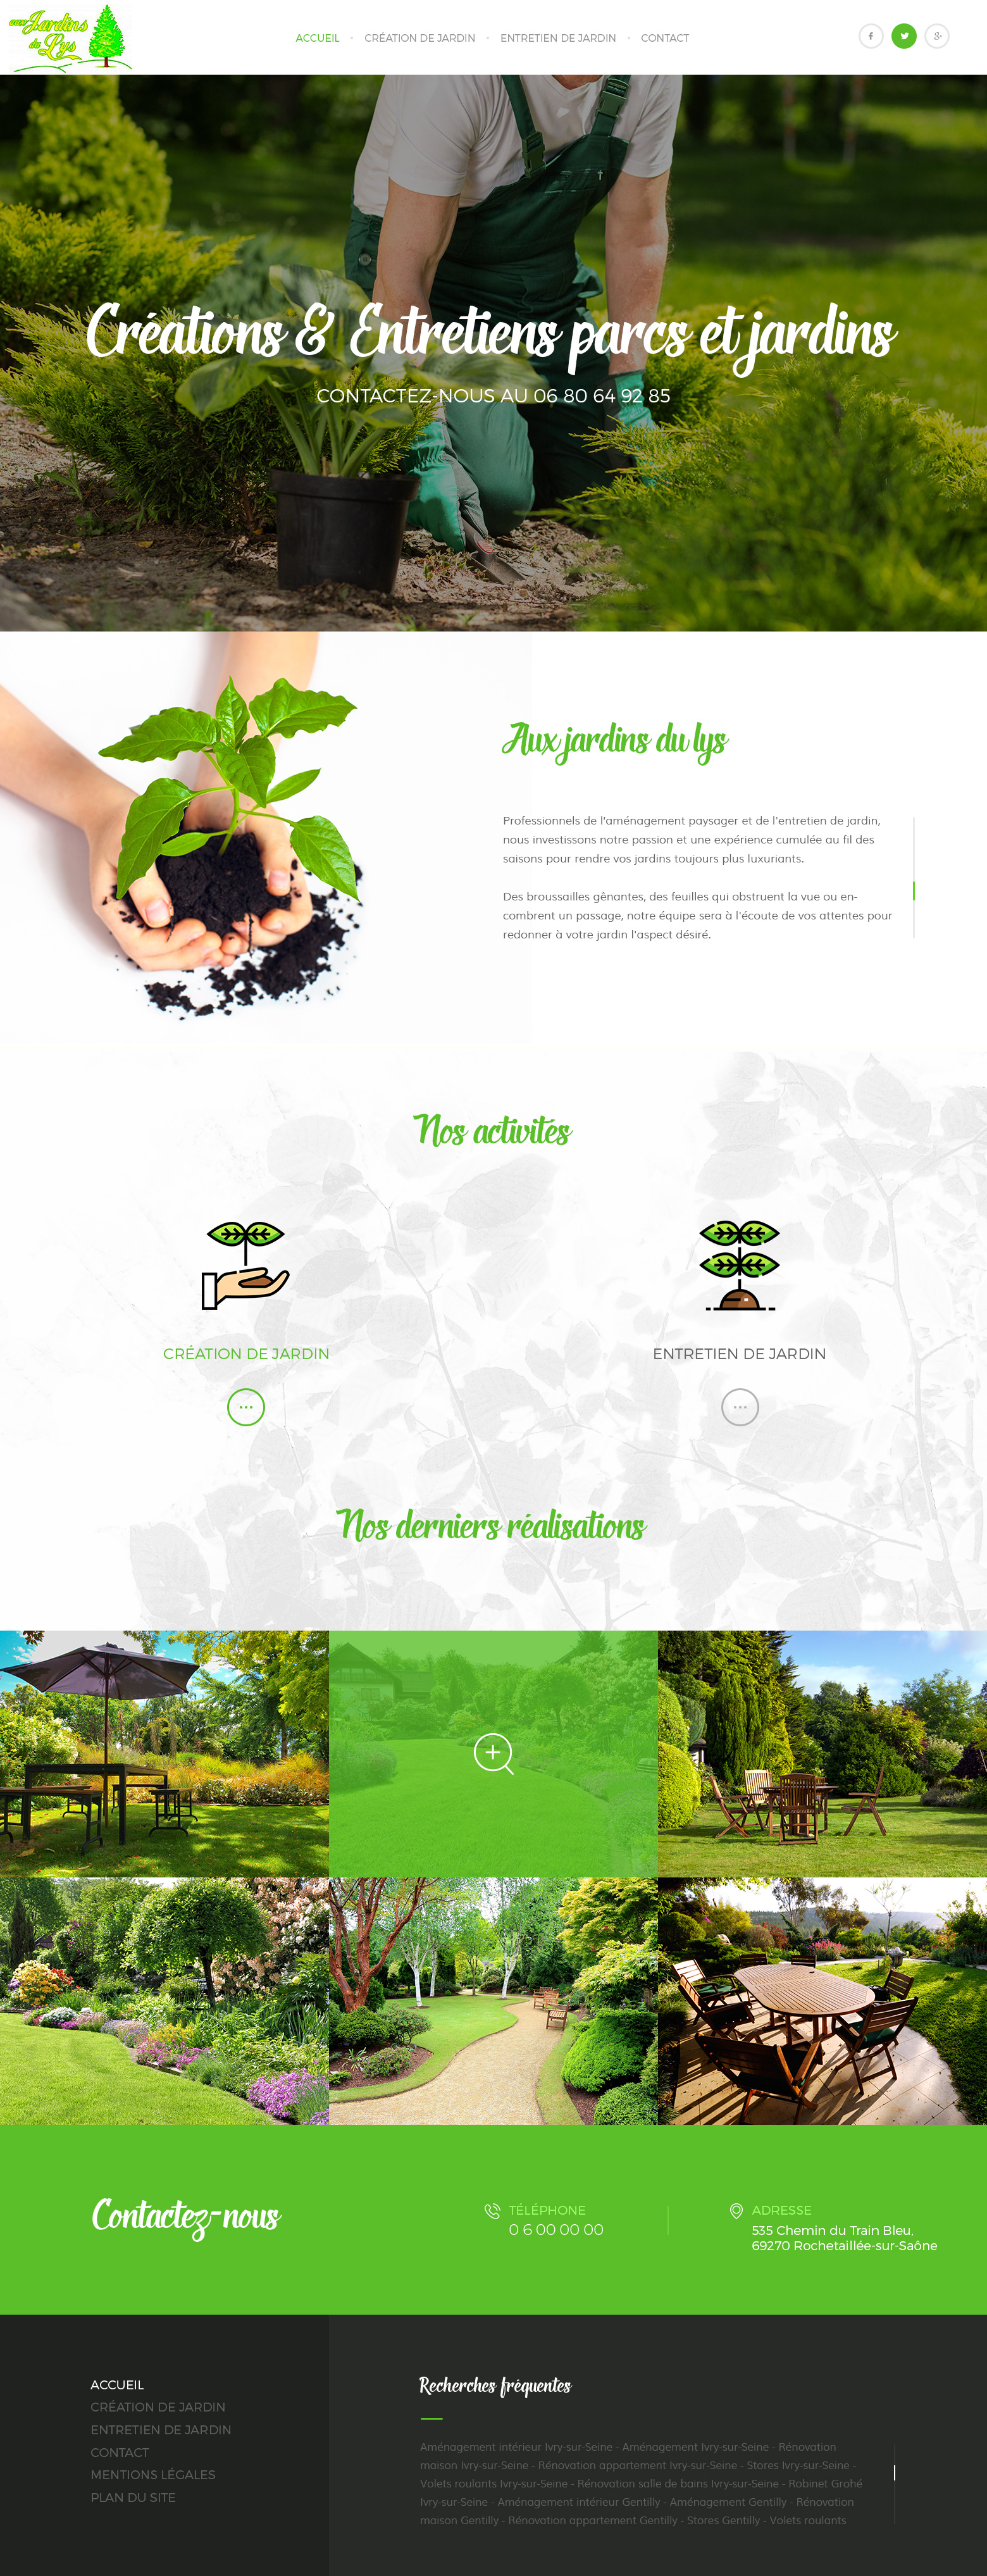 aux Jardins
du Lys
ACCUEIL
CRÉATION DE JARDIN
ENTRETIEN DE JARDIN
CONTACT
Créations & Entretiens parcs et jardins
CONTACTEZ-NOUS AU 06 80 64 92 85
Aux jardins du lys
Professionnels de l'aménagement paysager et de l'entretien de jardin,
nous investissons notre passion et une expérience cumulée au fil des
saisons pour rendre vos jardins toujours plus luxuriants.
Des broussailles gênantes, des feuilles qui obstruent la vue ou en-
combrent un passage, notre équipe sera à l'écoute de vos attentes pour
redonner à votre jardin l'aspect désiré.
Nos activités
CRÉATION DE JARDIN
ENTRETIEN DE JARDIN
Nos derniers réalisations
Contactez-nous
TÉLÉPHONE
0 6 00 00 00
ADRESSE
535 Chemin du Train Bleu,
69270 Rochetaillée-sur-Saône
ACCUEIL
CRÉATION DE JARDIN
ENTRETIEN DE JARDIN
CONTACT
MENTIONS LÉGALES
PLAN DU SITE
Recherches fréquentes
Aménagement intérieur Ivry-sur-Seine - Aménagement Ivry-sur-Seine - Rénovation
maison Ivry-sur-Seine - Rénovation appartement Ivry-sur-Seine - Stores Ivry-sur-Seine -
Volets roulants Ivry-sur-Seine - Rénovation salle de bains Ivry-sur-Seine - Robinet Grohé
Ivry-sur-Seine - Aménagement intérieur Gentilly - Aménagement Gentilly - Rénovation
maison Gentilly - Rénovation appartement Gentilly - Stores Gentilly - Volets roulants